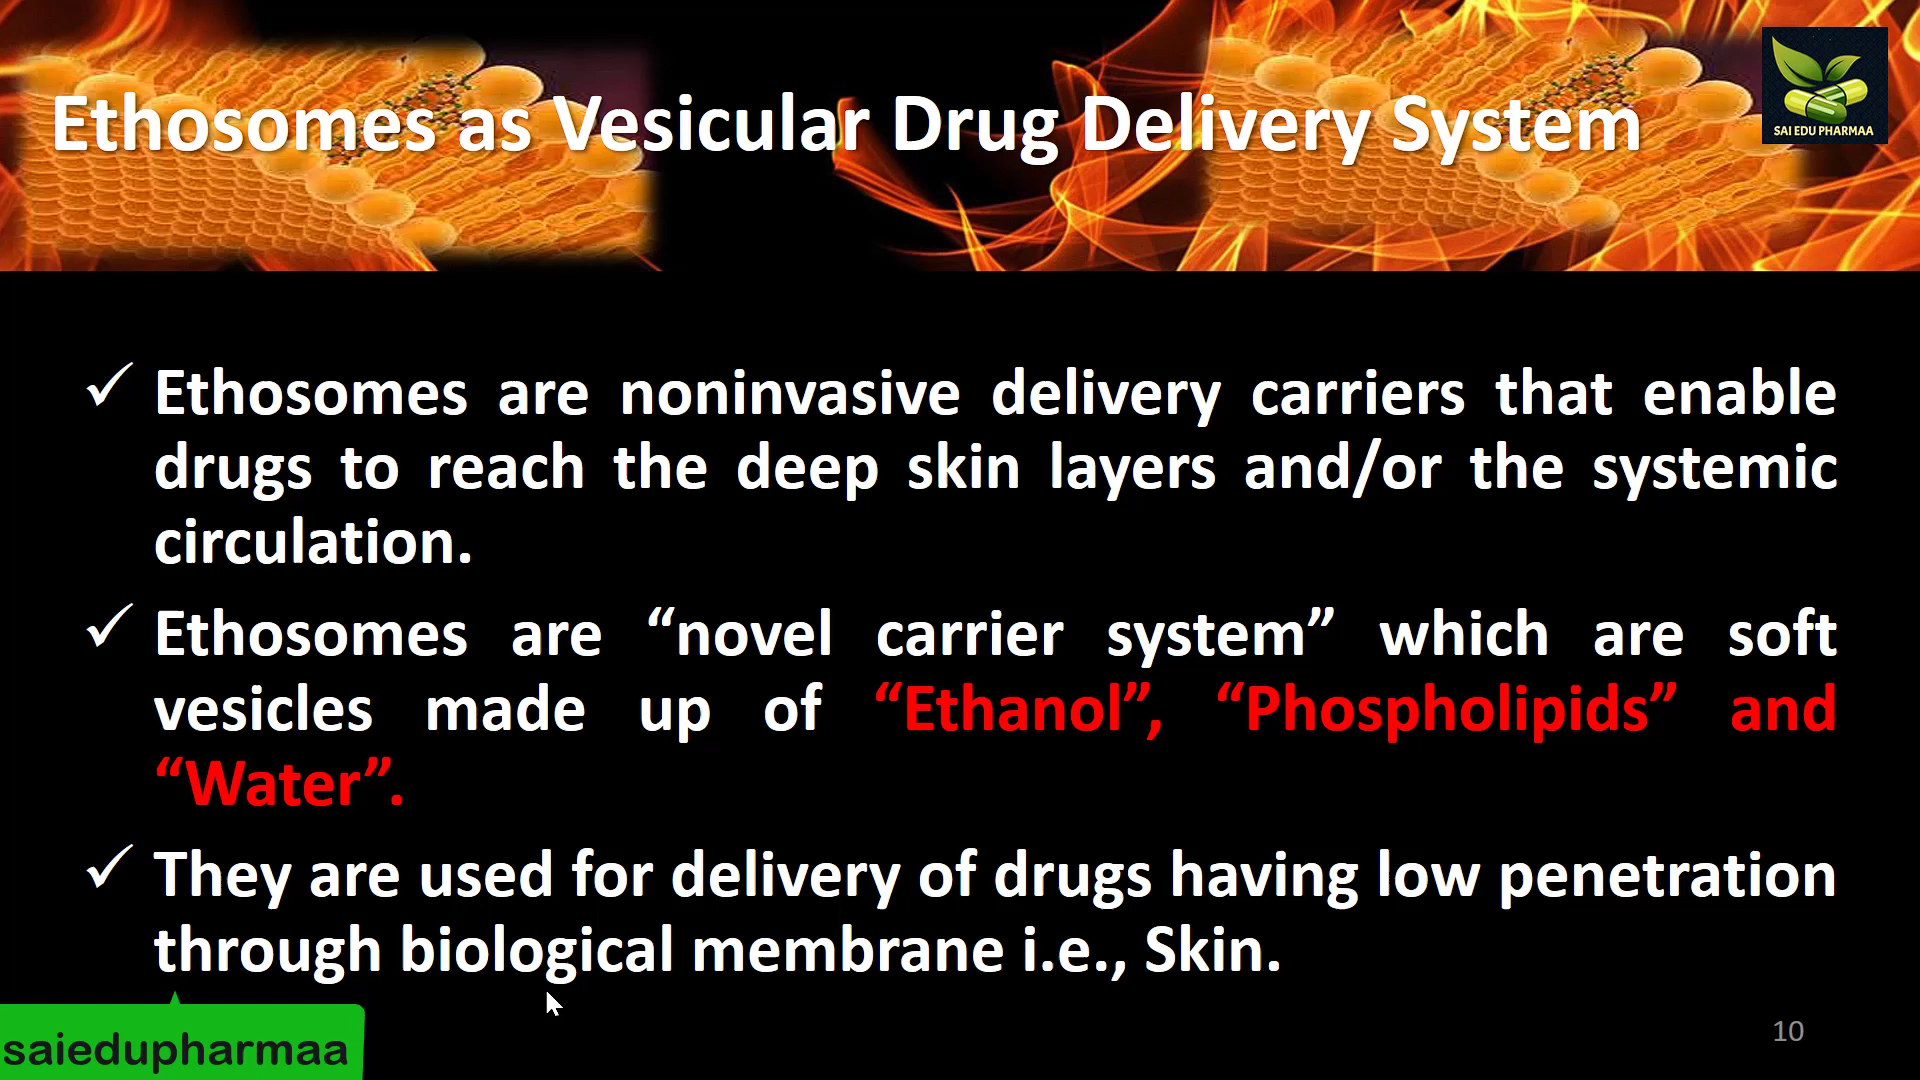 Ethosomes as Vesicular Drug Delivery System
SAI EDU PHARMAA
✓ Ethosomes are noninvasive delivery carriers that enable
drugs to reach the deep skin layers and/or the systemic
circulation.
✓ Ethosomes are “novel carrier system” which are soft
vesicles made up of “Ethanol”, “Phospholipids” and
“Water”.
✓ They are used for delivery of drugs having low penetration
through biological membrane i.e., Skin.
saiedupharmaa
10